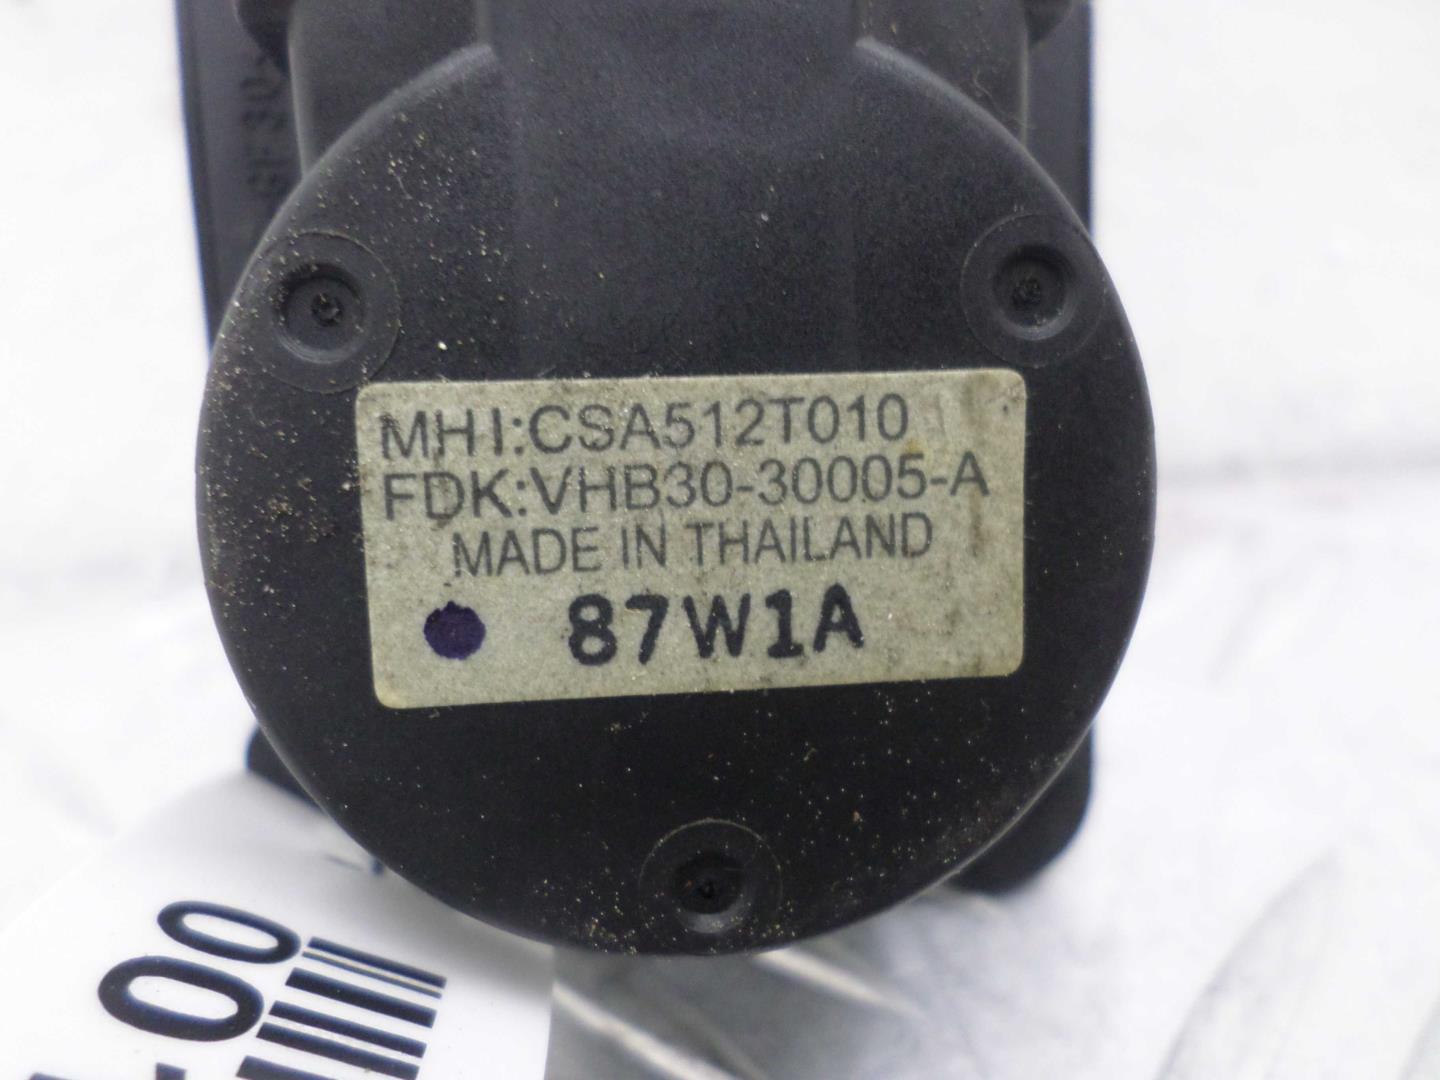 MHI:CSA512T010
FDK:VHB30-30005-A
MADE IN THAILAND
87W1A